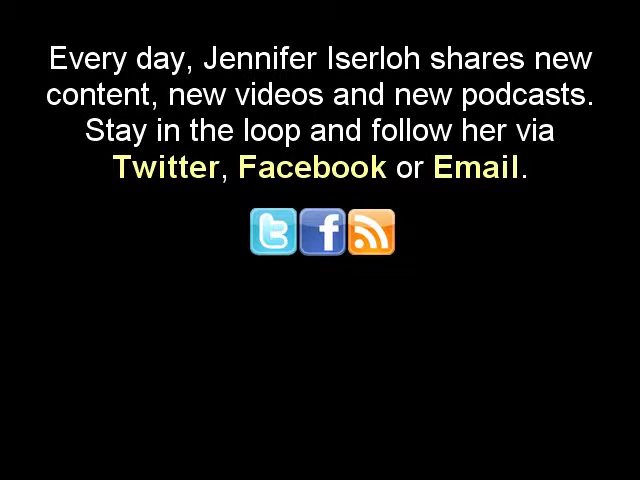 Every day, Jennifer Iserloh shares new
content, new videos and new podcasts.
Stay in the loop and follow her via
Twitter, Facebook or Email.